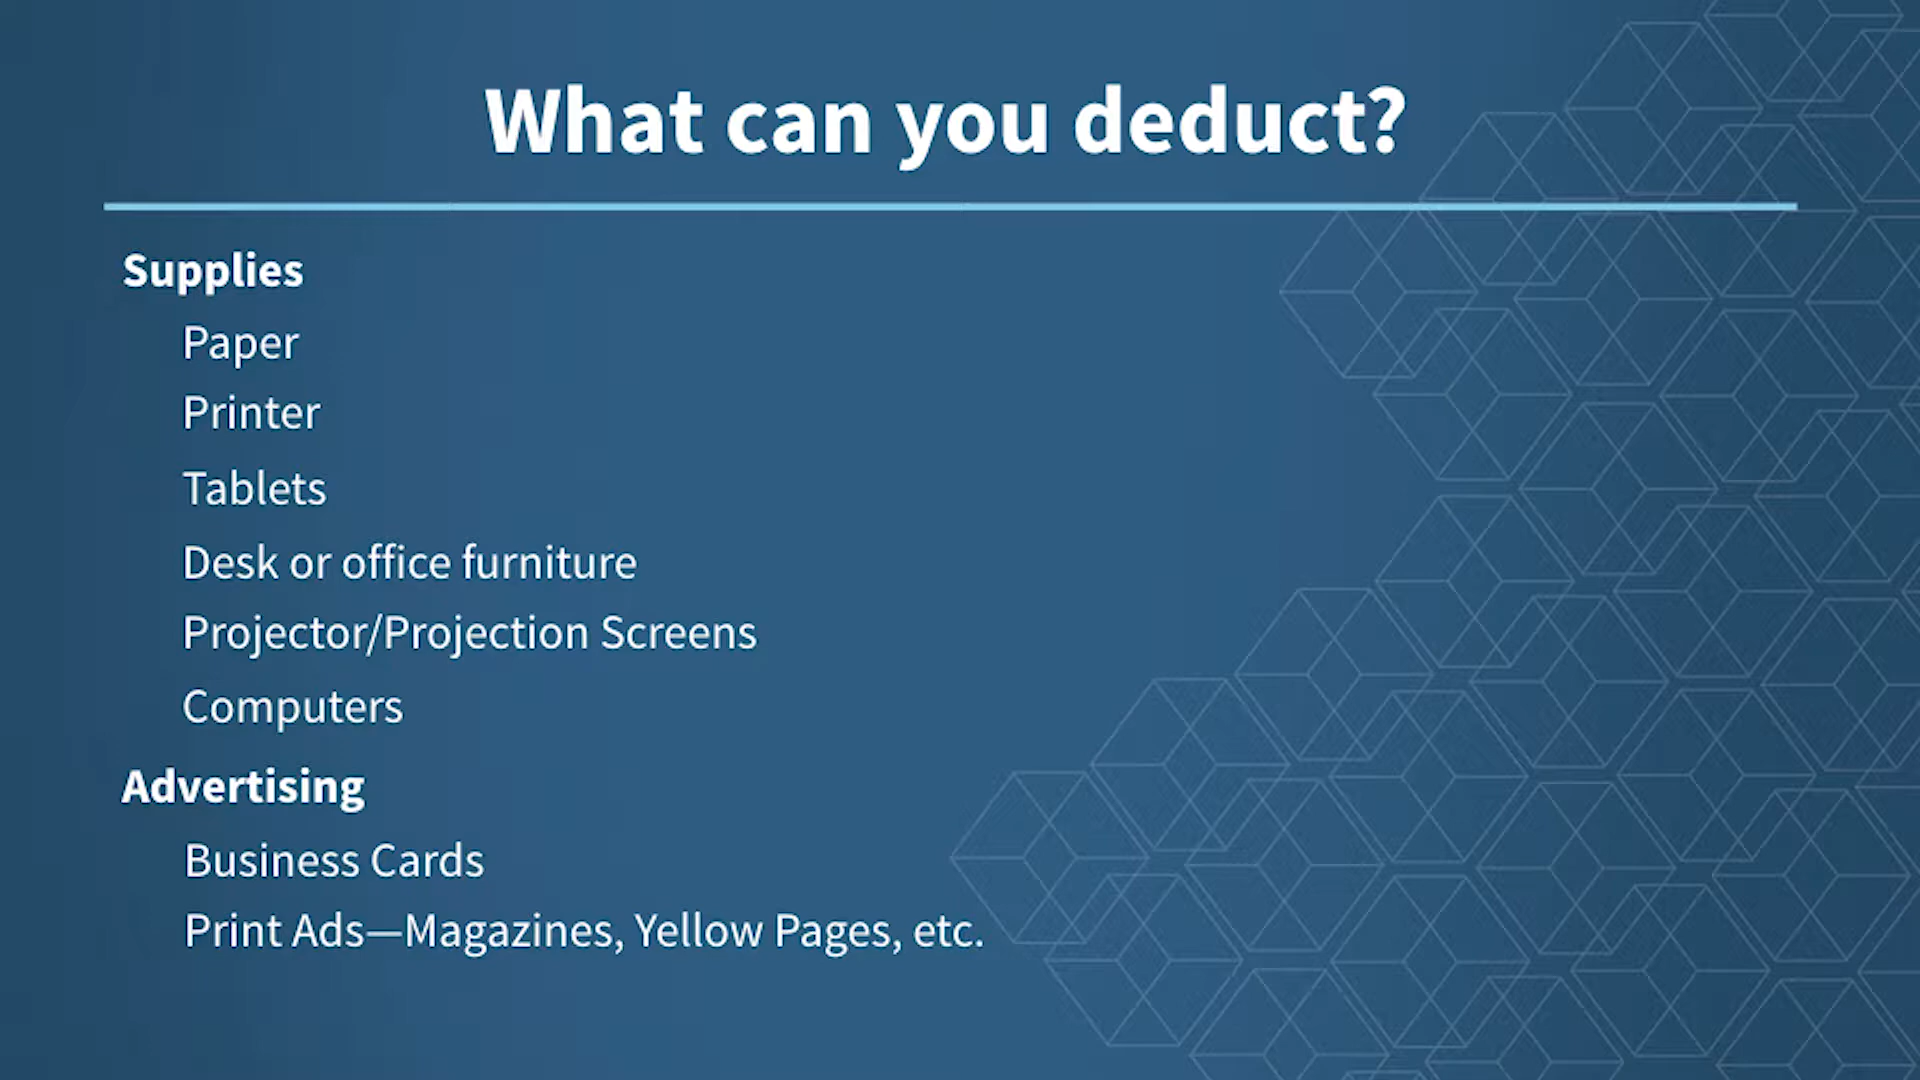 What can you deduct?
Supplies
Paper
Printer
Tablets
Desk or office furniture
Projector/Projection Screens
Computers
Advertising
Business Cards
Print Ads—Magazines, Yellow Pages, etc.